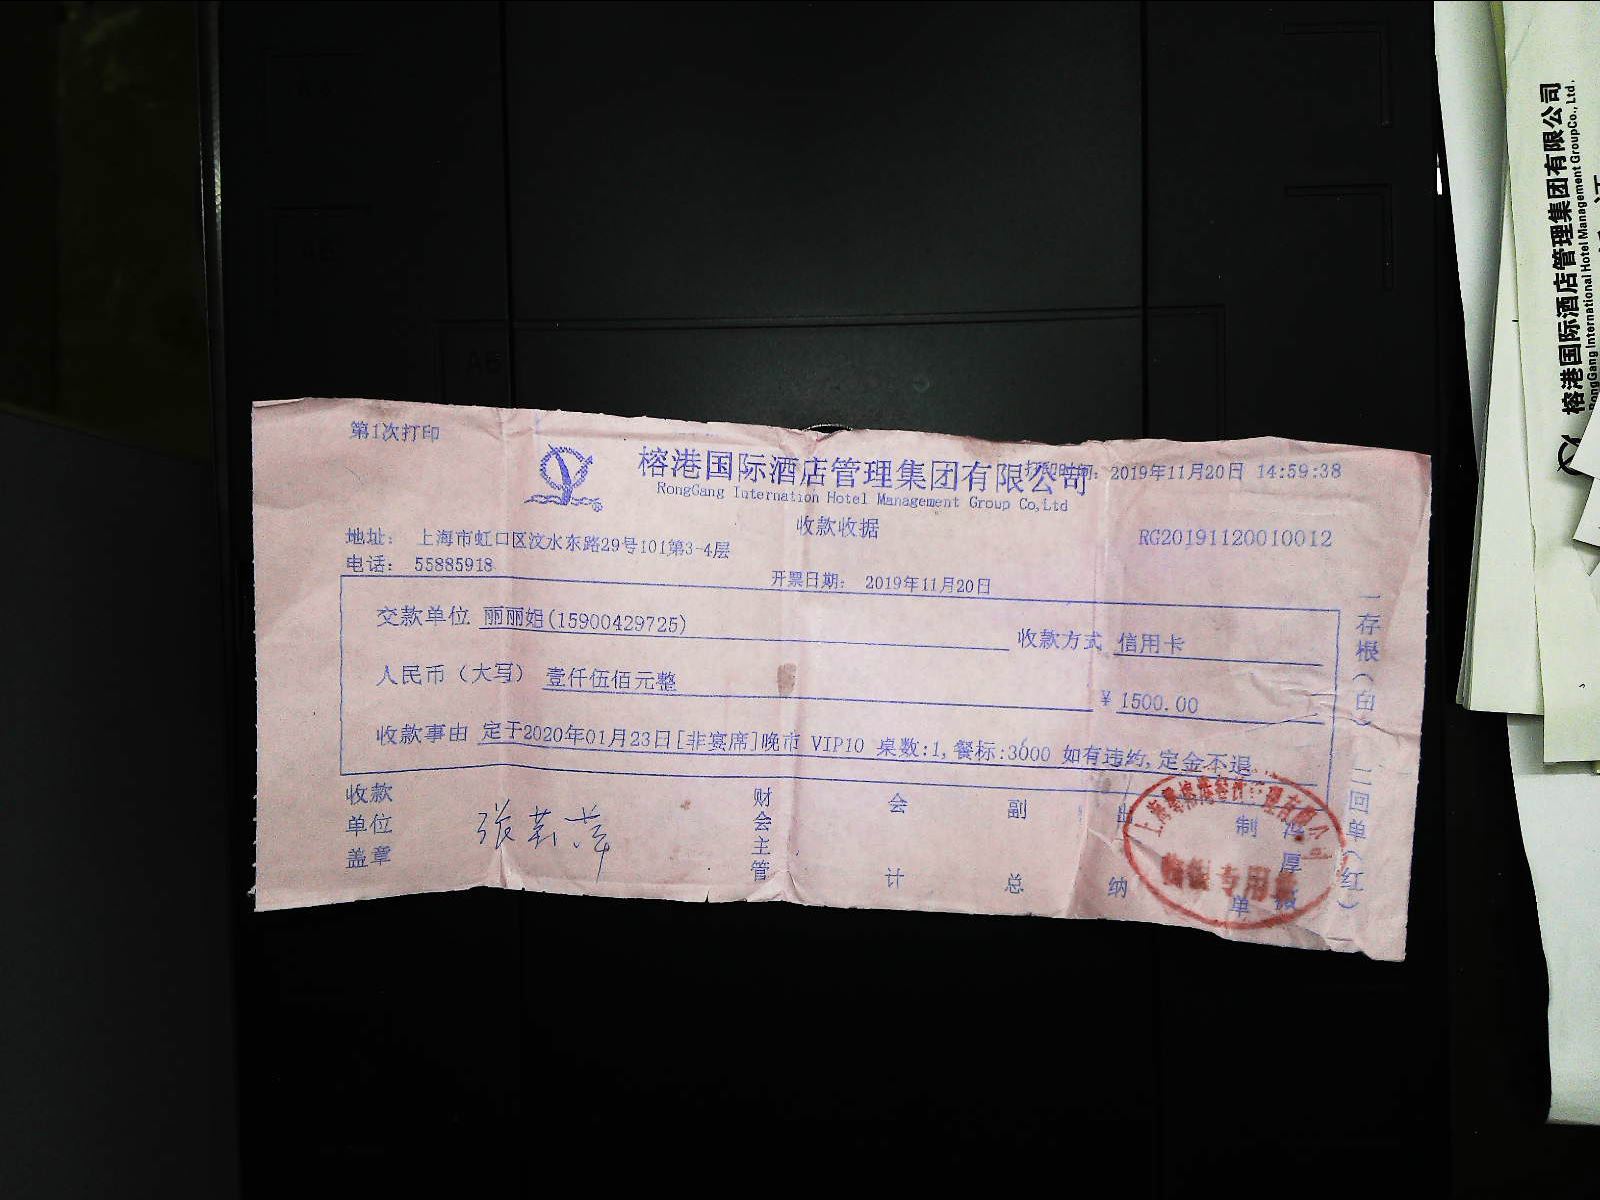 第1次打印
榕港国际酒店管理集团有限公司
打印时间：2019年11月20日 14:59:38
RongGang Internation Hotel Management Group Co,Ltd
收款收据
RG20191120010012
地址： 上海市虹口区汶水东路29号101第3-4层
电话： 55885918
开票日期： 2019年11月20日
交款单位 丽丽姐(15900429725)
收款方式 信用卡
人民币（大写） 壹仟伍佰元整
¥ 1500.00
收款事由 定于2020年01月23日[非宴席]晚市 VIP10 桌数:1,餐标:3000 如有违约,定金不退
一存根（白） 二回单（红）
收款单位盖章
财会主管
会计
副总
出纳
制单
专用
榕港国际酒店管理集团有限公司
RongGang International Hotel Management GroupCo., Ltd.